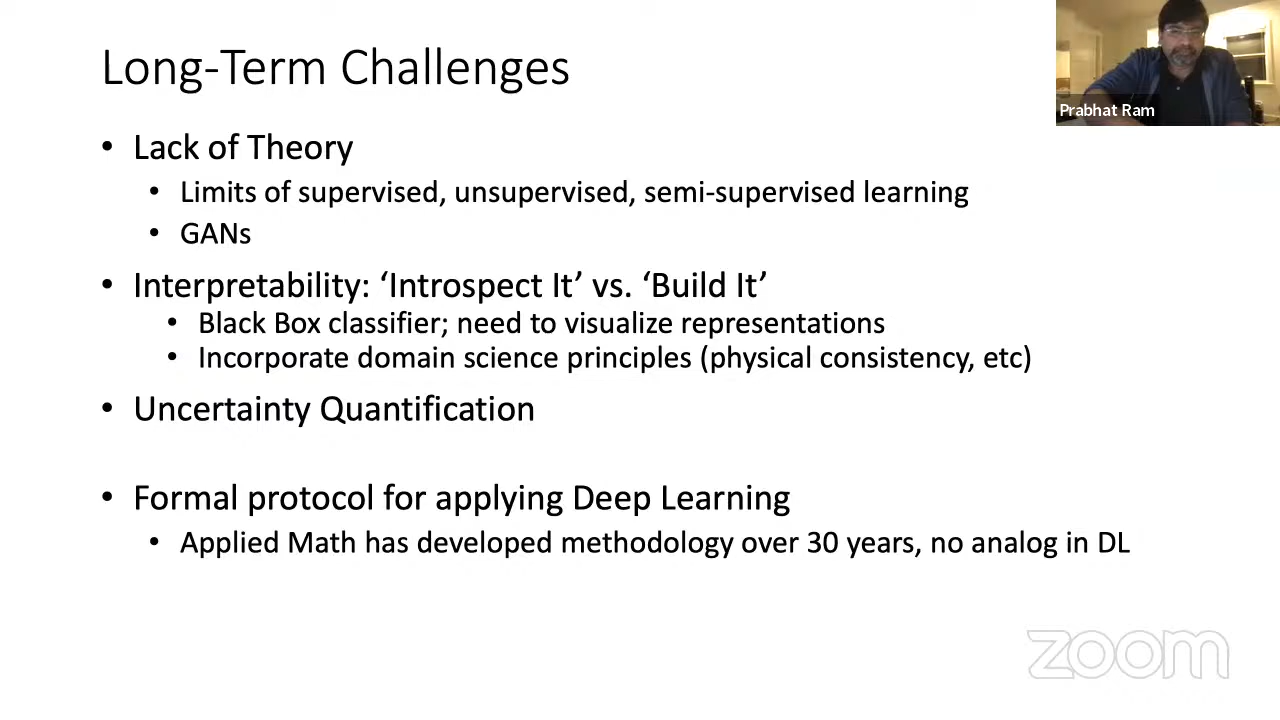 Long-Term Challenges
Prabhat Ram
• Lack of Theory
• Limits of supervised, unsupervised, semi-supervised learning
• GANs
• Interpretability: ‘Introspect It’ vs. ‘Build It’
• Black Box classifier; need to visualize representations
• Incorporate domain science principles (physical consistency, etc)
• Uncertainty Quantification
• Formal protocol for applying Deep Learning
• Applied Math has developed methodology over 30 years, no analog in DL
zoom